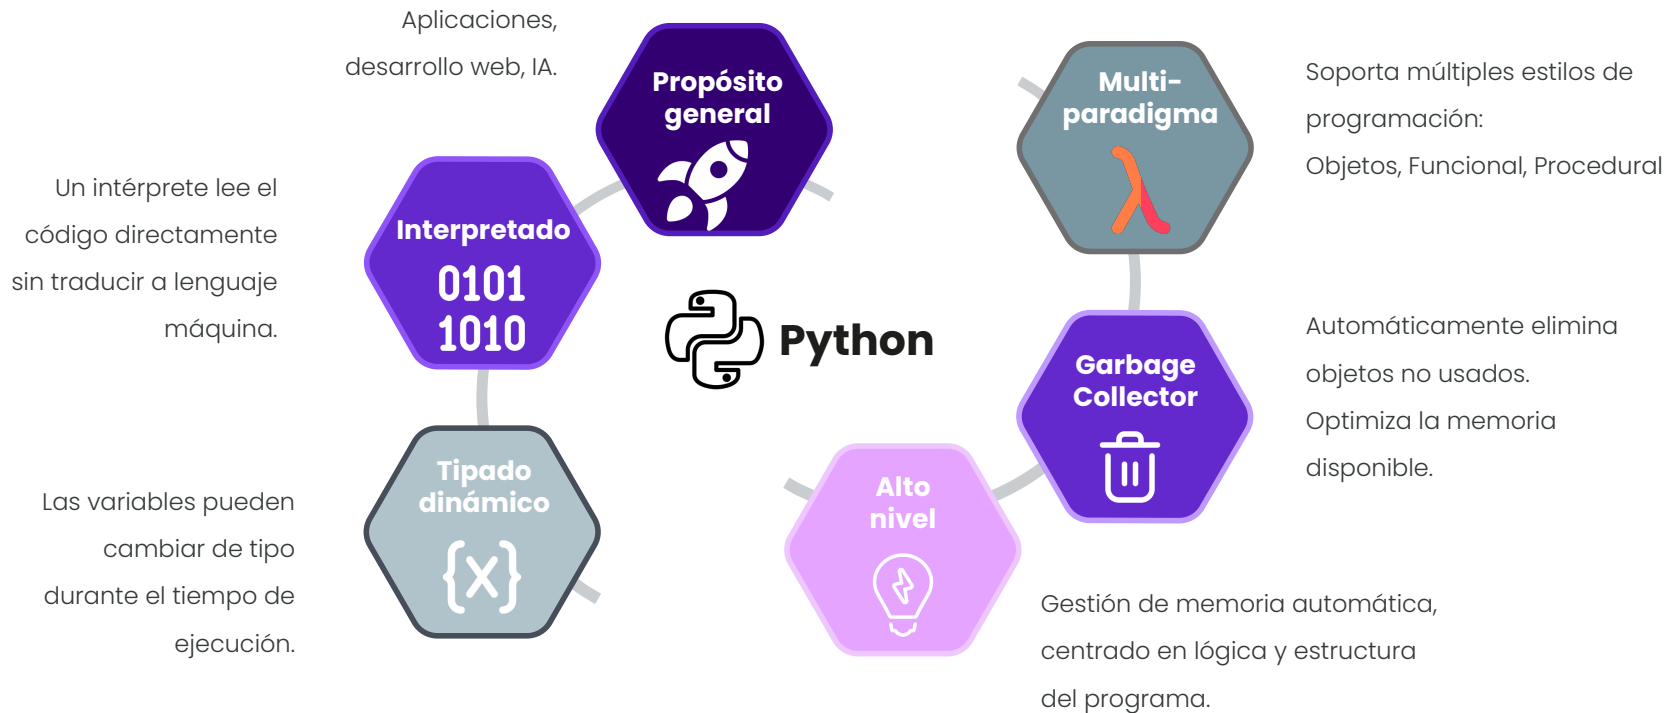 Aplicaciones,
desarrollo web, IA.
Propósito
general
Un intérprete lee el
código directamente
sin traducir a lenguaje
máquina.
Interpretado
0101
1010
Las variables pueden
cambiar de tipo
durante el tiempo de
ejecución.
Tipado
dinámico
{x}
Python
Multi-
paradigma
λ
Soporta múltiples estilos de
programación:
Objetos, Funcional, Procedural
Garbage
Collector
Automáticamente elimina
objetos no usados.
Optimiza la memoria
disponible.
Alto
nivel
Gestión de memoria automática,
centrado en lógica y estructura
del programa.